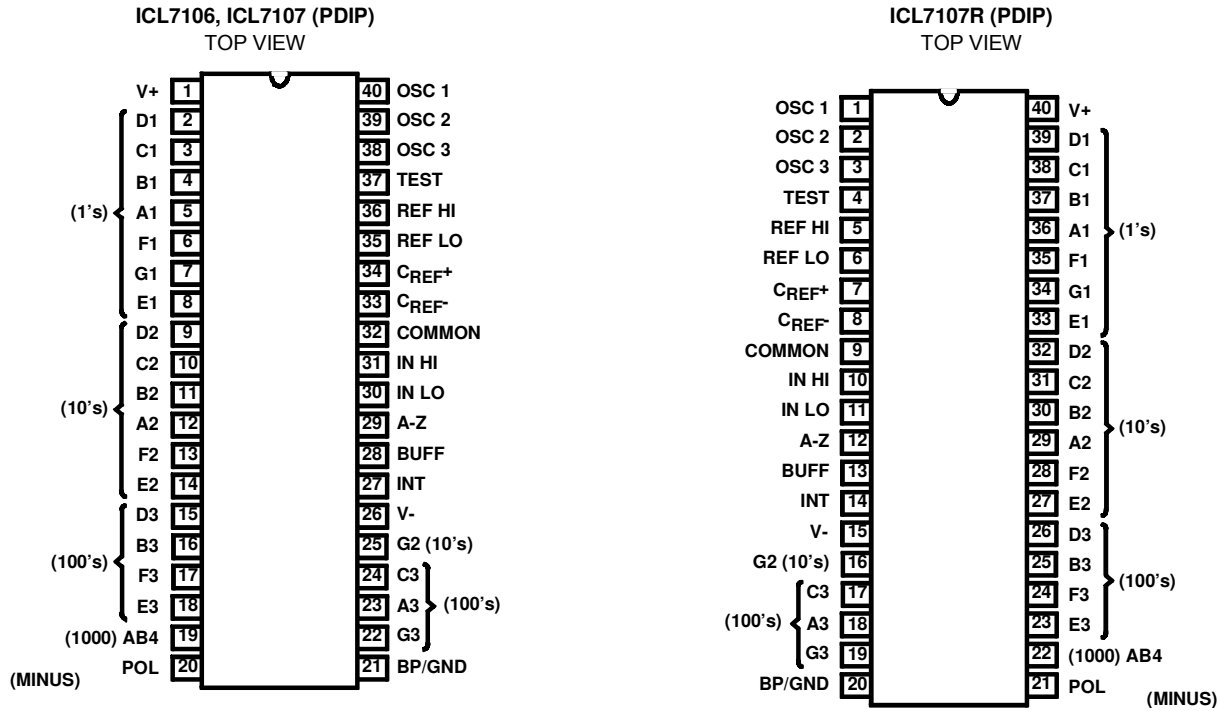 ICL7106, ICL7107 (PDIP)
TOP VIEW
V+ 1 40 OSC 1
D1 2 39 OSC 2
C1 3 38 OSC 3
B1 4 37 TEST
(1's) A1 5 36 REF HI
F1 6 35 REF LO
G1 7 34 CREF+
E1 8 33 CREF-
D2 9 32 COMMON
C2 10 31 IN HI
B2 11 30 IN LO
(10's) A2 12 29 A-Z
F2 13 28 BUFF
E2 14 27 INT
D3 15 26 V-
B3 16 25 G2 (10's)
(100's) F3 17 24 C3
E3 18 23 A3 (100's)
(1000) AB4 19 22 G3
POL 20 21 BP/GND
(MINUS)
ICL7107R (PDIP)
TOP VIEW
OSC 1 1 40 V+
OSC 2 2 39 D1
OSC 3 3 38 C1
TEST 4 37 B1
REF HI 5 36 A1 (1's)
REF LO 6 35 F1
CREF+ 7 34 G1
CREF- 8 33 E1
COMMON 9 32 D2
IN HI 10 31 C2
IN LO 11 30 B2
A-Z 12 29 A2 (10's)
BUFF 13 28 F2
INT 14 27 E2
V- 15 26 D3
G2 (10's) 16 25 B3
C3 17 24 F3 (100's)
(100's) A3 18 23 E3
G3 19 22 (1000) AB4
BP/GND 20 21 POL
(MINUS)